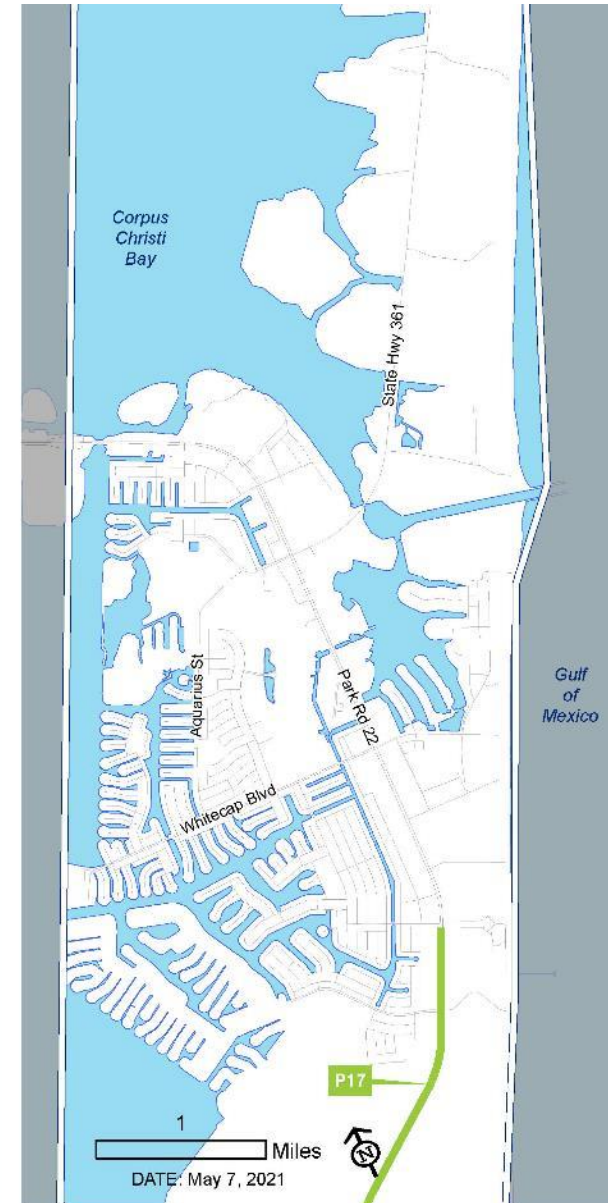 Corpus
Christi
Bay
State Hwy 361
Aquarius St
Park Rd 22
Gulf
of
Mexico
Whitecap Blvd
P17
N
1
Miles
DATE: May 7, 2021